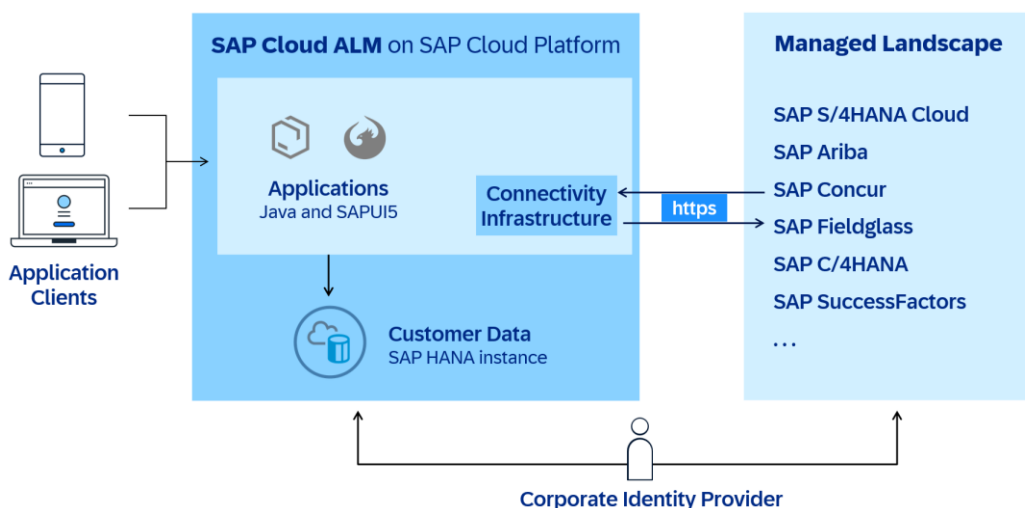 SAP Cloud ALM on SAP Cloud Platform
Applications
Java and SAPUI5
Connectivity
Infrastructure
https
Customer Data
SAP HANA instance
Application
Clients
Managed Landscape
SAP S/4HANA Cloud
SAP Ariba
SAP Concur
SAP Fieldglass
SAP C/4HANA
SAP SuccessFactors
...
Corporate Identity Provider